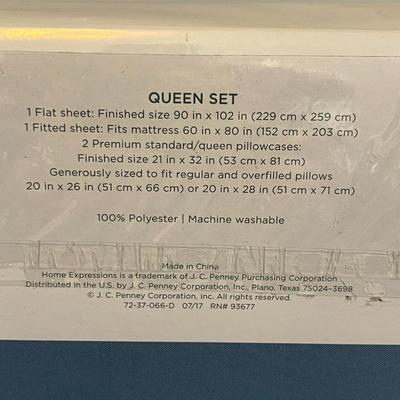 QUEEN SET
1 Flat sheet: Finished size 90 in x 102 in (229 cm x 259 cm)
1 Fitted sheet: Fits mattress 60 in x 80 in (152 cm x 203 cm)
2 Premium standard/queen pillowcases:
Finished size 21 in x 32 in (53 cm x 81 cm)
Generously sized to fit regular and overfilled pillows
20 in x 26 in (51 cm x 66 cm) or 20 in x 28 in (51 cm x 71 cm)
100% Polyester | Machine washable
Made in China
Home Expressions is a trademark of J. C. Penney Purchasing Corporation
Distributed in the U.S. by J. C. Penney Corporation, Inc., Plano, Texas 75024-3698
© J. C. Penney Corporation, Inc. All rights reserved.
72-37-066-D 07/17 RN# 93677